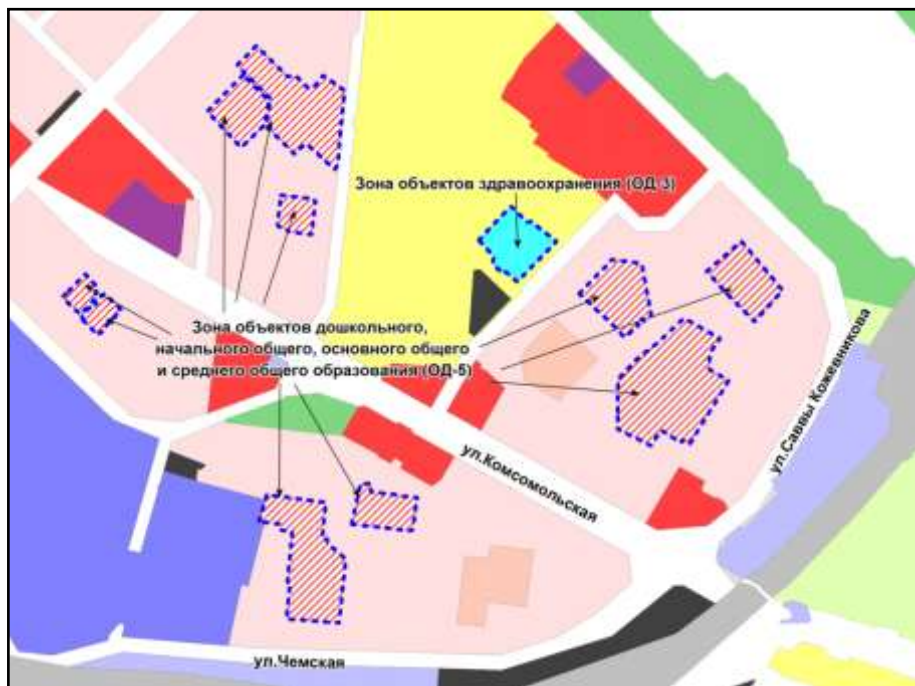 Зона объектов здравоохранения (ОД-3)
Зона объектов дошкольного,
начального общего, основного общего
и среднего общего образования (ОД-5)
ул.Саввы Кожевникова
ул.Комсомольская
ул.Чемская